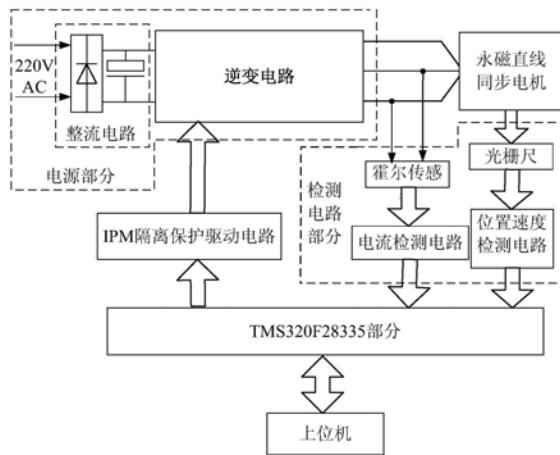 220V
AC
整流电路
电源部分
逆变电路
永磁直线
同步电机
光栅尺
霍尔传感
检测
电路
部分
位置速度
检测电路
电流检测电路
IPM隔离保护驱动电路
TMS320F28335部分
上位机